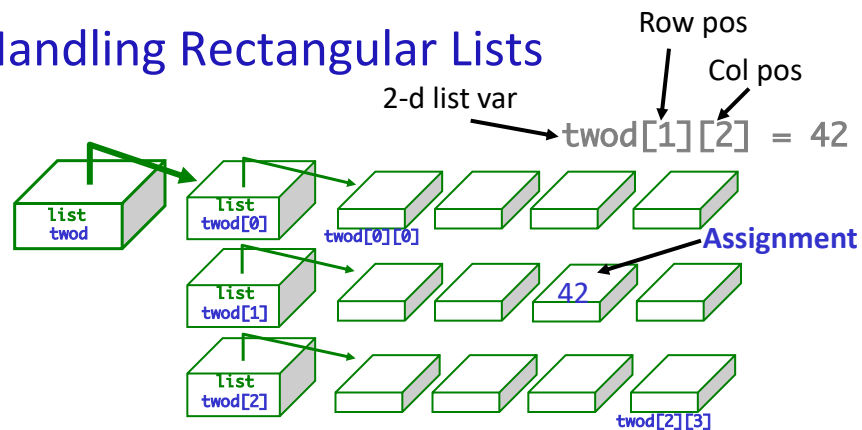 Handling Rectangular Lists
Row pos
Col pos
2-d list var
twod[1][2] = 42
list
twod
list
twod[0]
twod[0][0]
Assignment
list
twod[1]
42
list
twod[2]
twod[2][3]